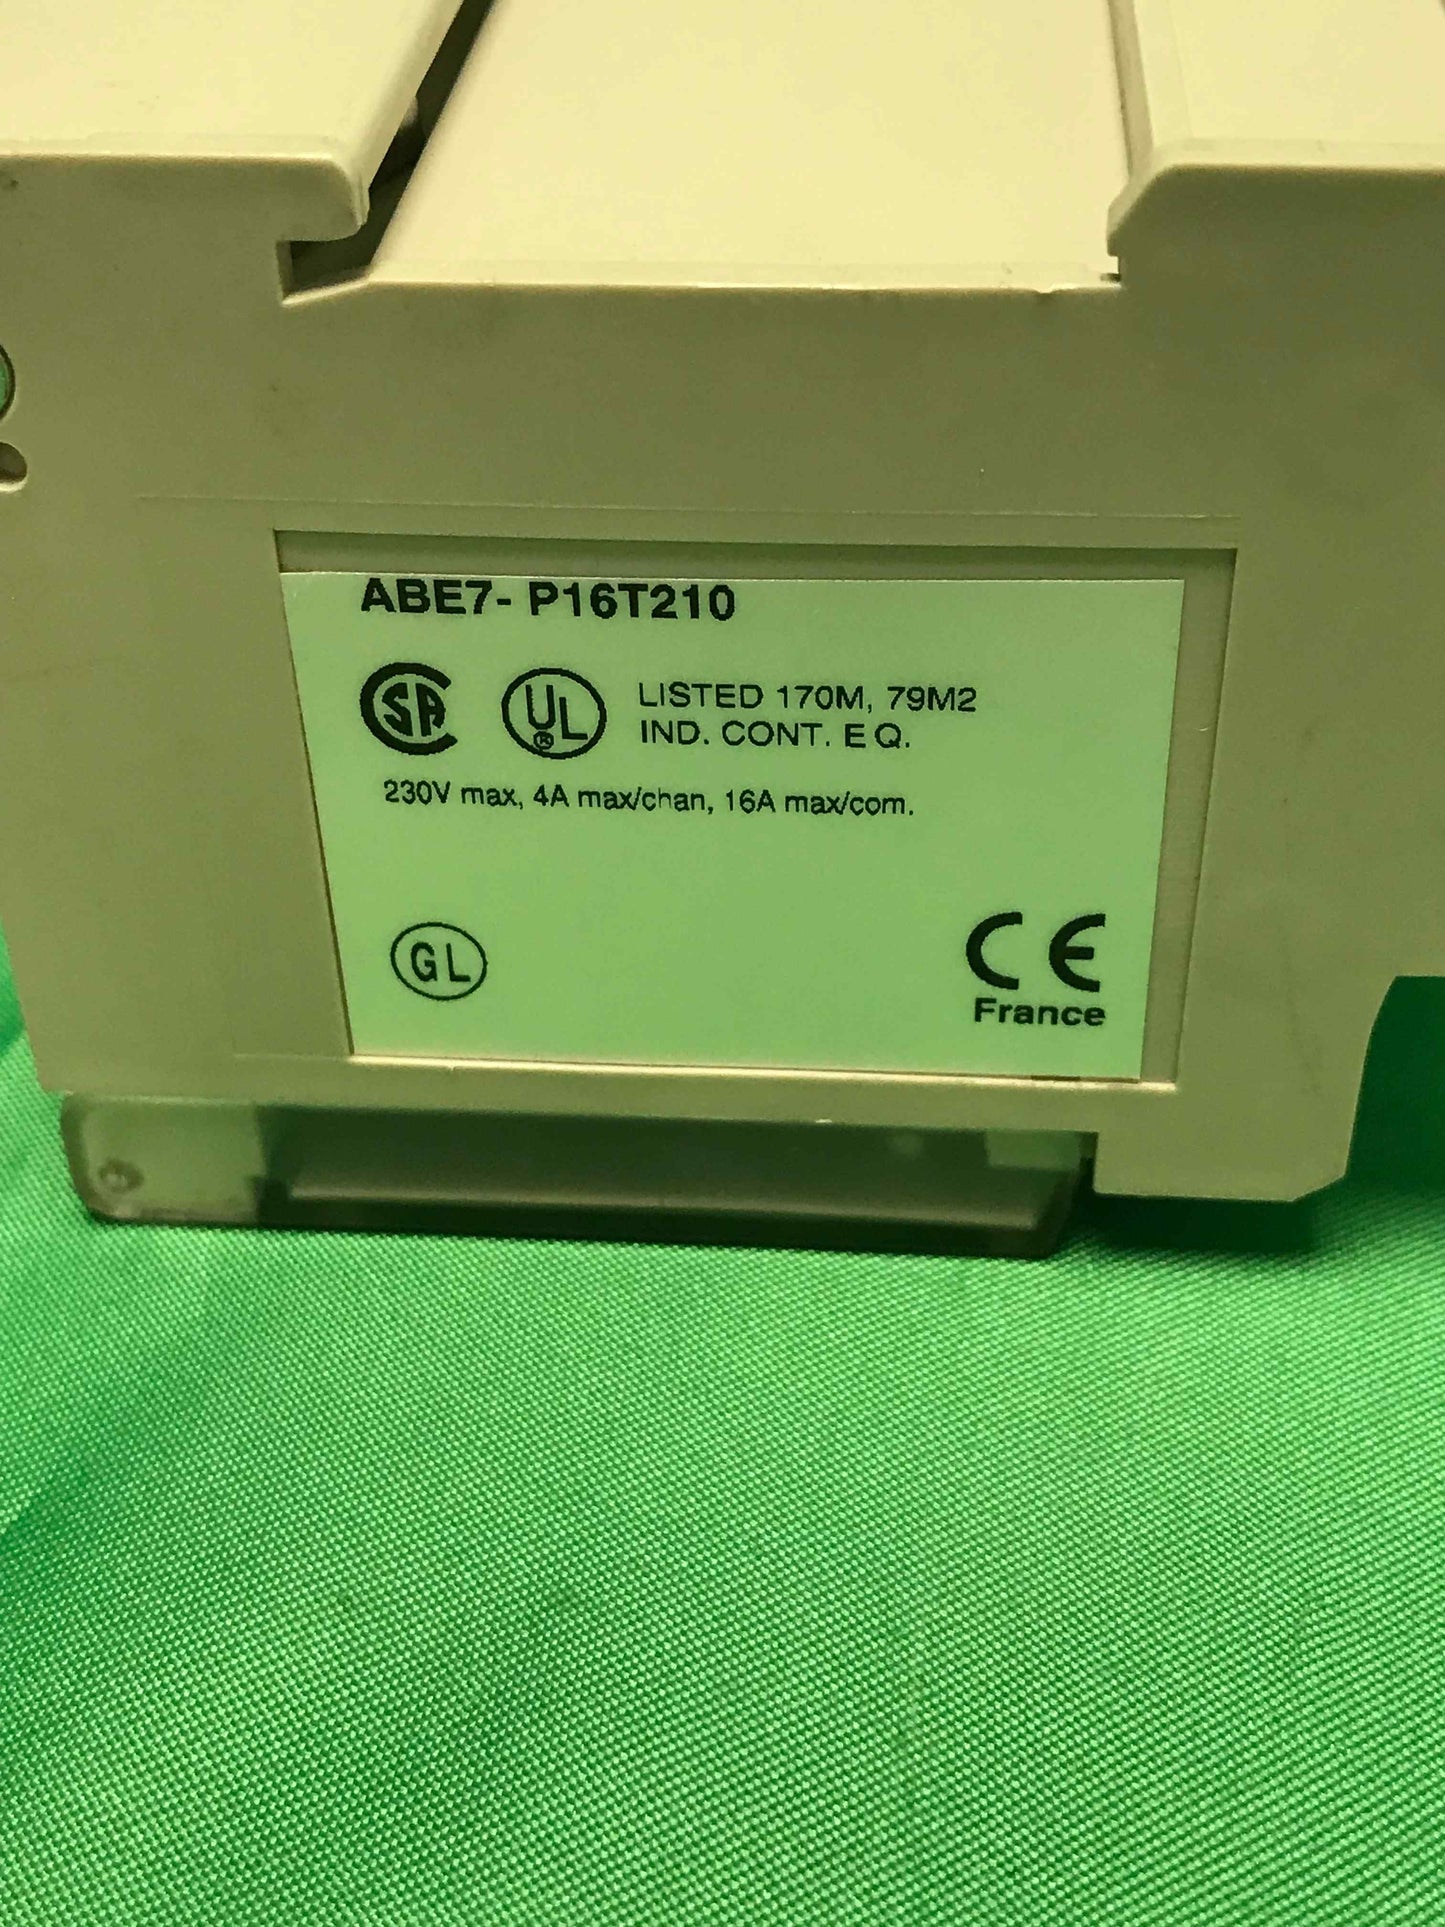 ABE7- P16T210
SA
UL ® LISTED 170M, 79M2
IND. CONT. EQ.
230V max, 4A max/chan, 16A max/com.
GL
CE
France